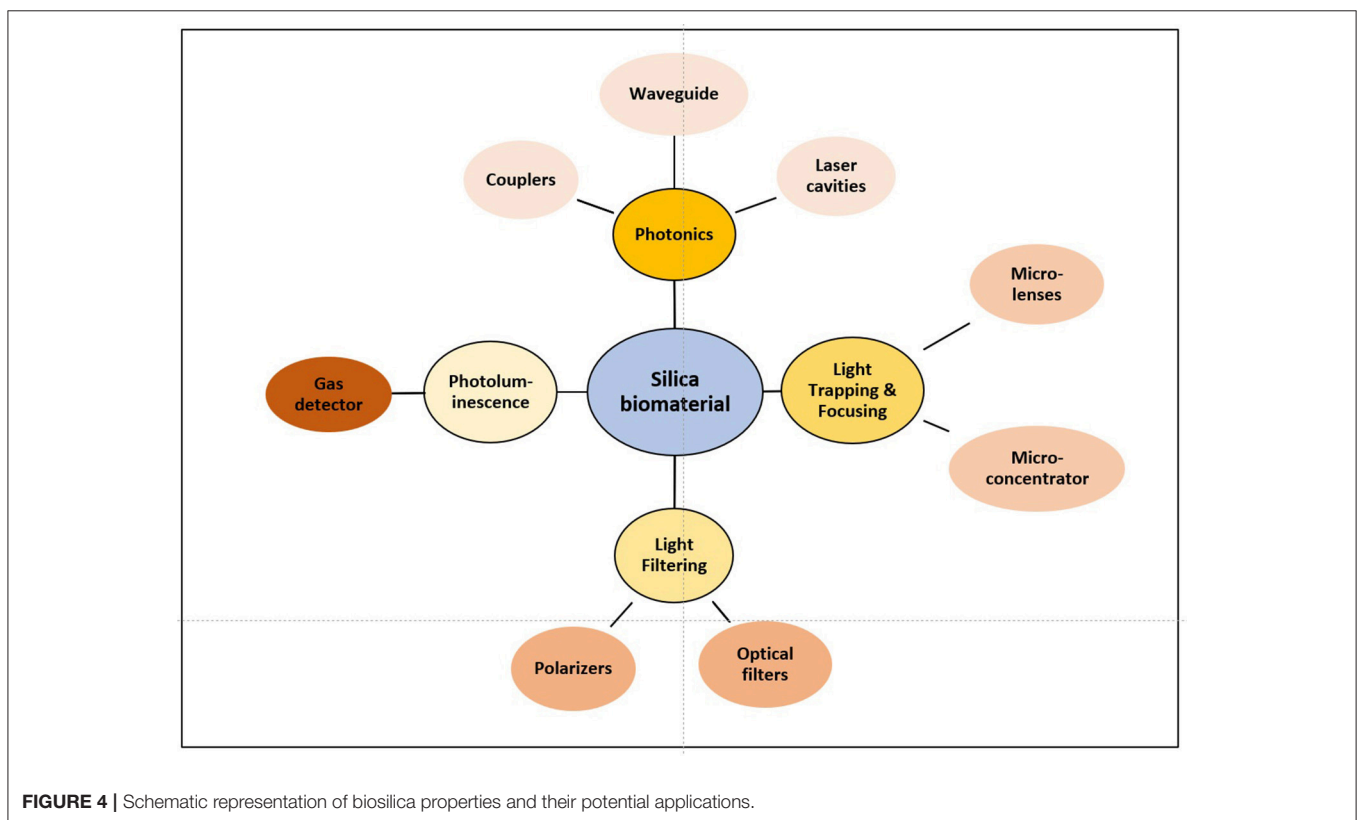 Waveguide
Couplers
Laser
cavities
Photonics
Micro-
lenses
Gas
detector
Photolum-
inescence
Silica
biomaterial
Light
Trapping &
Focusing
Micro-
concentrator
Light
Filtering
Polarizers
Optical
filters
FIGURE 4 | Schematic representation of biosilica properties and their potential applications.